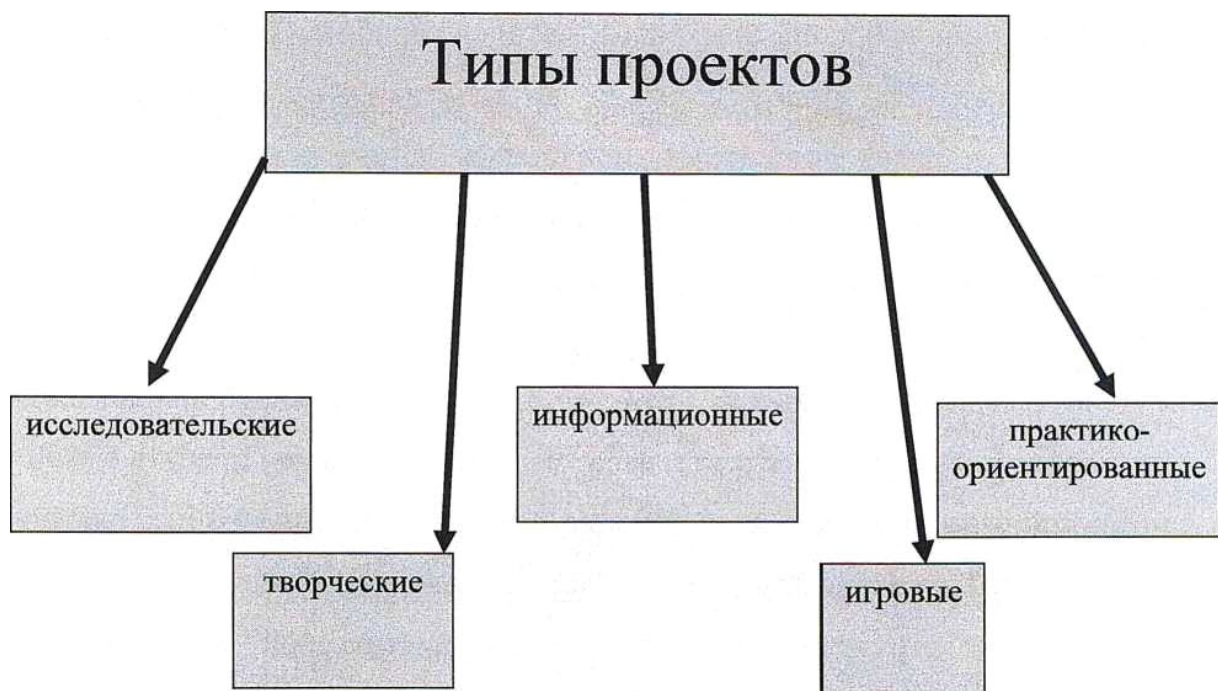 Типы проектов
исследовательские
информационные
практико-
ориентированные
творческие
игровые